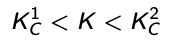 $K_C^1 < K < K_C^2$